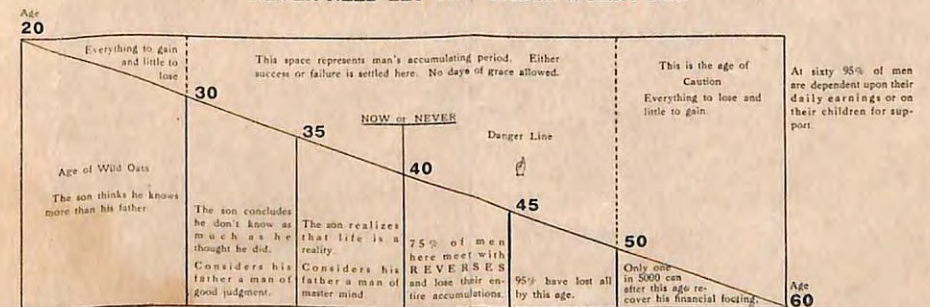 Age
20
Everything to gain
and little to
lose
This space represents man's accumulating period. Either
success or failure is settled here. No days of grace allowed.
This is the age of
Caution
Everything to lose and
little to gain.
At sixty 95% of men
are dependent upon their
daily earnings or on
their children for sup-
port.
30
NOW or NEVER
35
Danger Line
40
Age of Wild Oats
The son thinks he knows
more than his father
45
The son concludes
he don't know as
much as he
thought he did.
Considers his
father a man of
good judgment.
The son realizes
that life is a
reality.
Considers his
father a man of
master mind
75% of men
here meet with
REVERSES
and lose their en-
tire accumulations.
95% have lost all
by this age.
50
Only one
in 5000 can
after this age re-
cover his financial footing.
Age
60